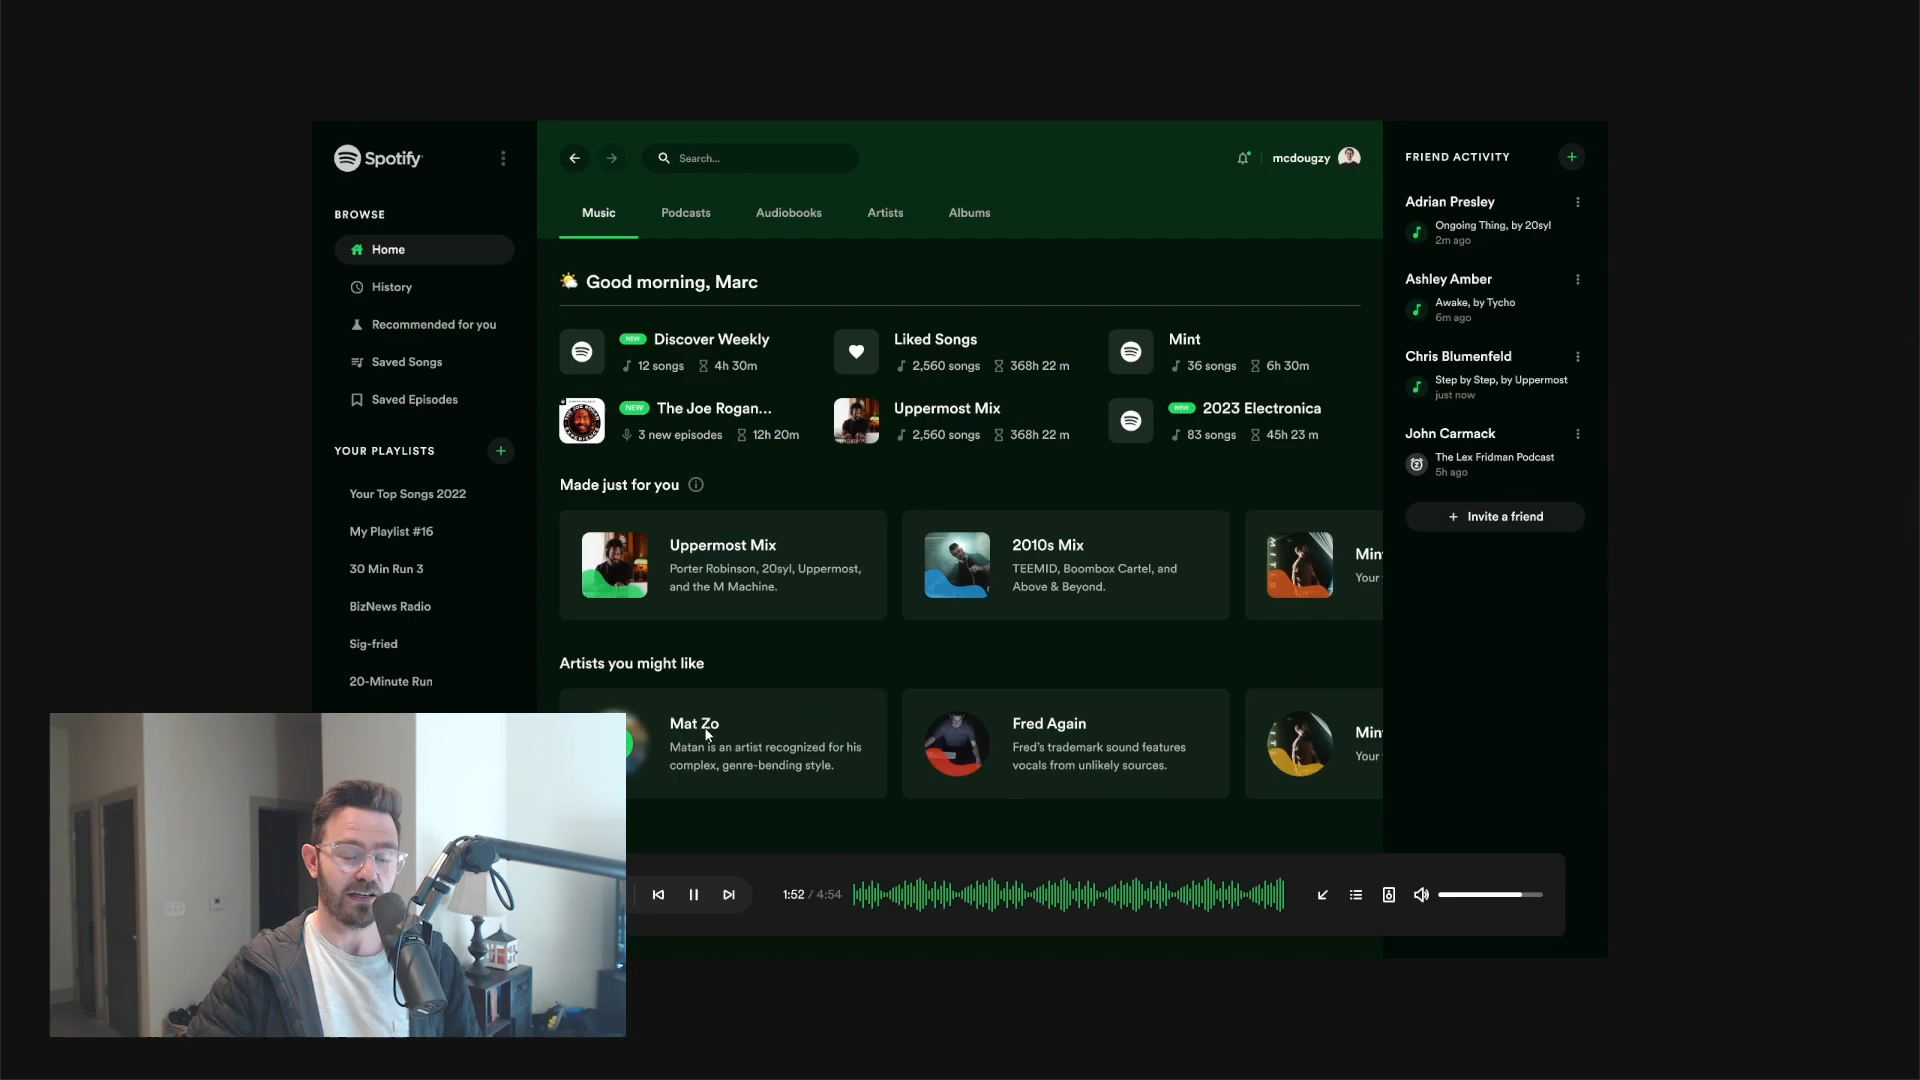 Spotify
BROWSE
Home
History
Recommended for you
Saved Songs
Saved Episodes
YOUR PLAYLISTS
Your Top Songs 2022
My Playlist #16
30 Min Run 3
BizNews Radio
Sig-fried
20-Minute Run
Search...
mcdougzy
Music
Podcasts
Audiobooks
Artists
Albums
Good morning, Marc
NEW Discover Weekly
12 songs 4h 30m
Liked Songs
2,560 songs 368h 22 m
Mint
36 songs 6h 30m
NEW The Joe Rogan...
3 new episodes 12h 20m
Uppermost Mix
2,560 songs 368h 22 m
NEW 2023 Electronica
83 songs 45h 23 m
Made just for you
Uppermost Mix
Porter Robinson, 20syl, Uppermost,
and the M Machine.
2010s Mix
TEEMID, Boombox Cartel, and
Above & Beyond.
Min
Your
Artists you might like
Mat Zo
Matan is an artist recognized for his
complex, genre-bending style.
Fred Again
Fred's trademark sound features
vocals from unlikely sources.
Min
Your
1:52 / 4:54
FRIEND ACTIVITY
Adrian Presley
Ongoing Thing, by 20syl
2m ago
Ashley Amber
Awake, by Tycho
6m ago
Chris Blumenfeld
Step by Step, by Uppermost
just now
John Carmack
The Lex Fridman Podcast
5h ago
+ Invite a friend